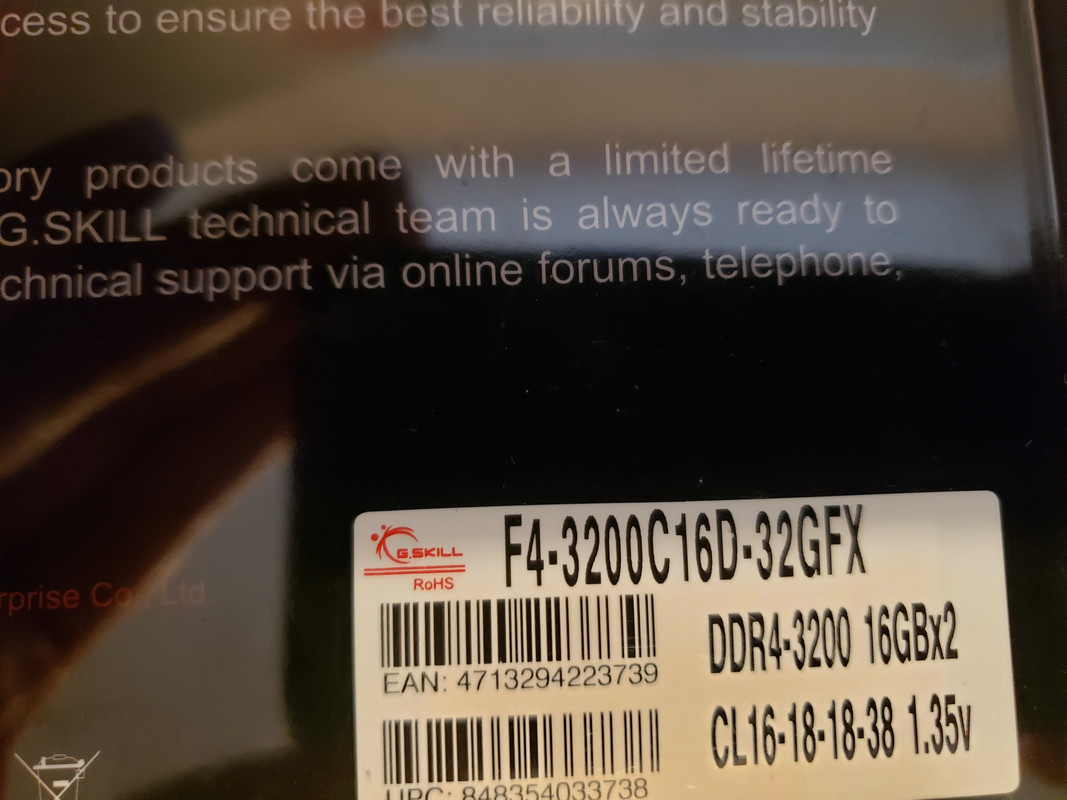 cess to ensure the best reliability and stability
ory products come with a limited lifetime
G.SKILL technical team is always ready to
chnical support via online forums, telephone,
rprise Co., Ltd.
G.SKILL
RoHS
F4-3200C16D-32GFX
EAN: 4713294223739
DDR4-3200 16GBx2
CL16-18-18-38 1.35v
UPC: 848354033738